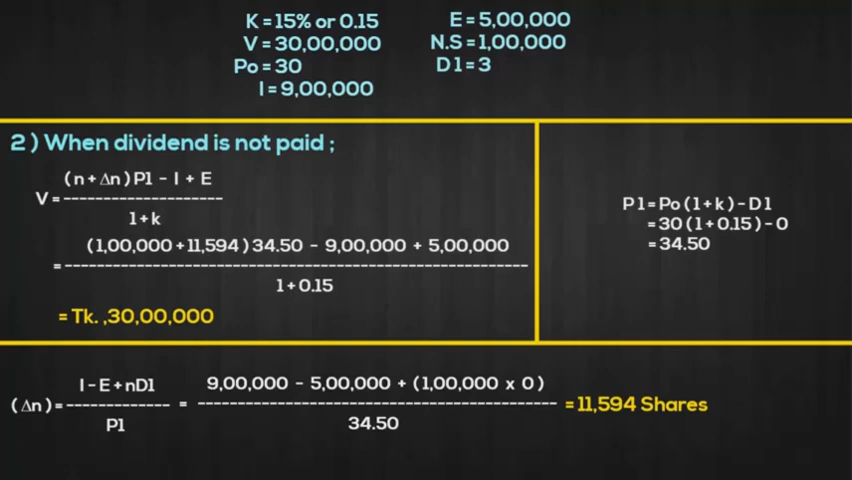 K = 15% or 0.15
V = 30,00,000
Po = 30
I = 9,00,000
E = 5,00,000
N.S = 1,00,000
D1 = 3
2 ) When dividend is not paid ;
(n + Δn ) P1 - I + E
V = --------------------
1 + k
(1,00,000 + 11,594 ) 34.50 - 9,00,000 + 5,00,000
= ----------------------------------------------------------
1 + 0.15
= Tk. ,30,00,000
P1 = Po ( 1 + k ) - D1
= 30 ( 1 + 0.15 ) - 0
= 34.50
I - E + nD1
9,00,000 - 5,00,000 + (1,00,000 x 0 )
(Δn ) = ------------- = --------------------------------------------- = 11,594 Shares
P1
34.50